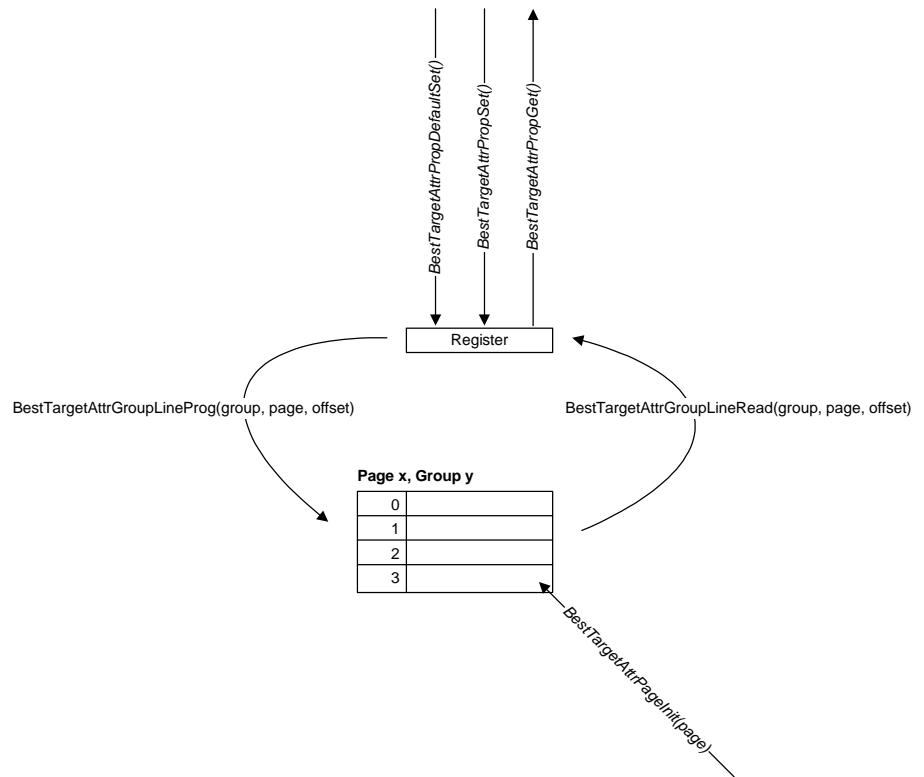 BestTargetAttrPropDefaultSet()
BestTargetAttrPropSet()
BestTargetAttrPropGet()
Register
BestTargetAttrGroupLineProg(group, page, offset)
BestTargetAttrGroupLineRead(group, page, offset)
Page x, Group y
0
1
2
3
BestTargetAttrPageInit(page)